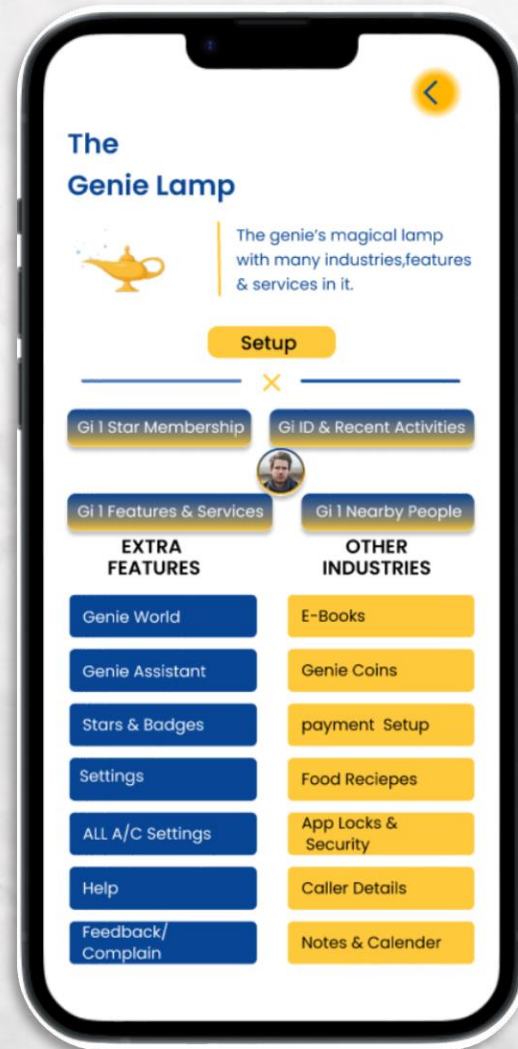 The
Genie Lamp
The genie's magical lamp
with many industries,features
& services in it.
Setup
Gi 1 Star Membership
Gi ID & Recent Activities
Gi 1 Features & Services
Gi 1 Nearby People
EXTRA
FEATURES
OTHER
INDUSTRIES
Genie World
E-Books
Genie Assistant
Genie Coins
Stars & Badges
payment Setup
Settings
Food Reciepes
ALL A/C Settings
App Locks &
Security
Help
Caller Details
Feedback/
Complain
Notes & Calender